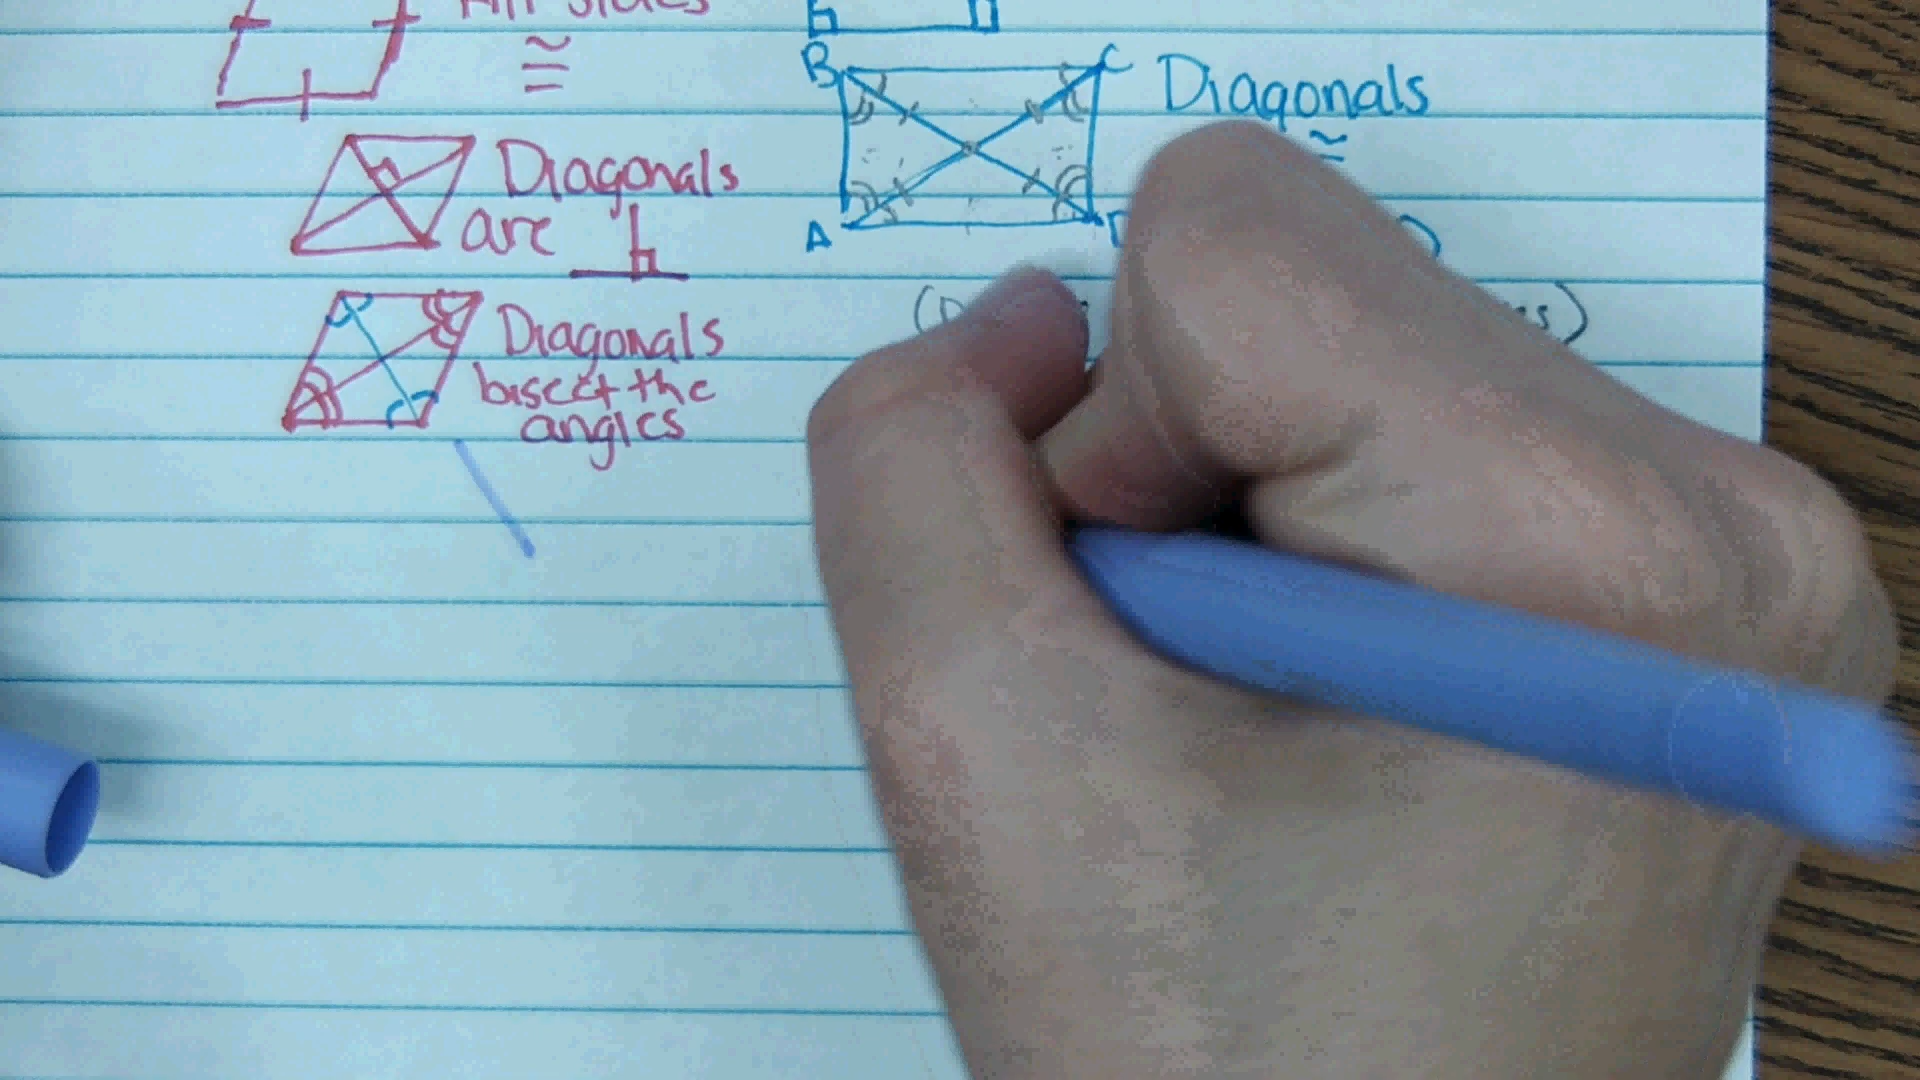 All sides
≅
Diagonals
are ⊥
Diagonals
bisect the
angles
B
C
A
D
Diagonals
≅